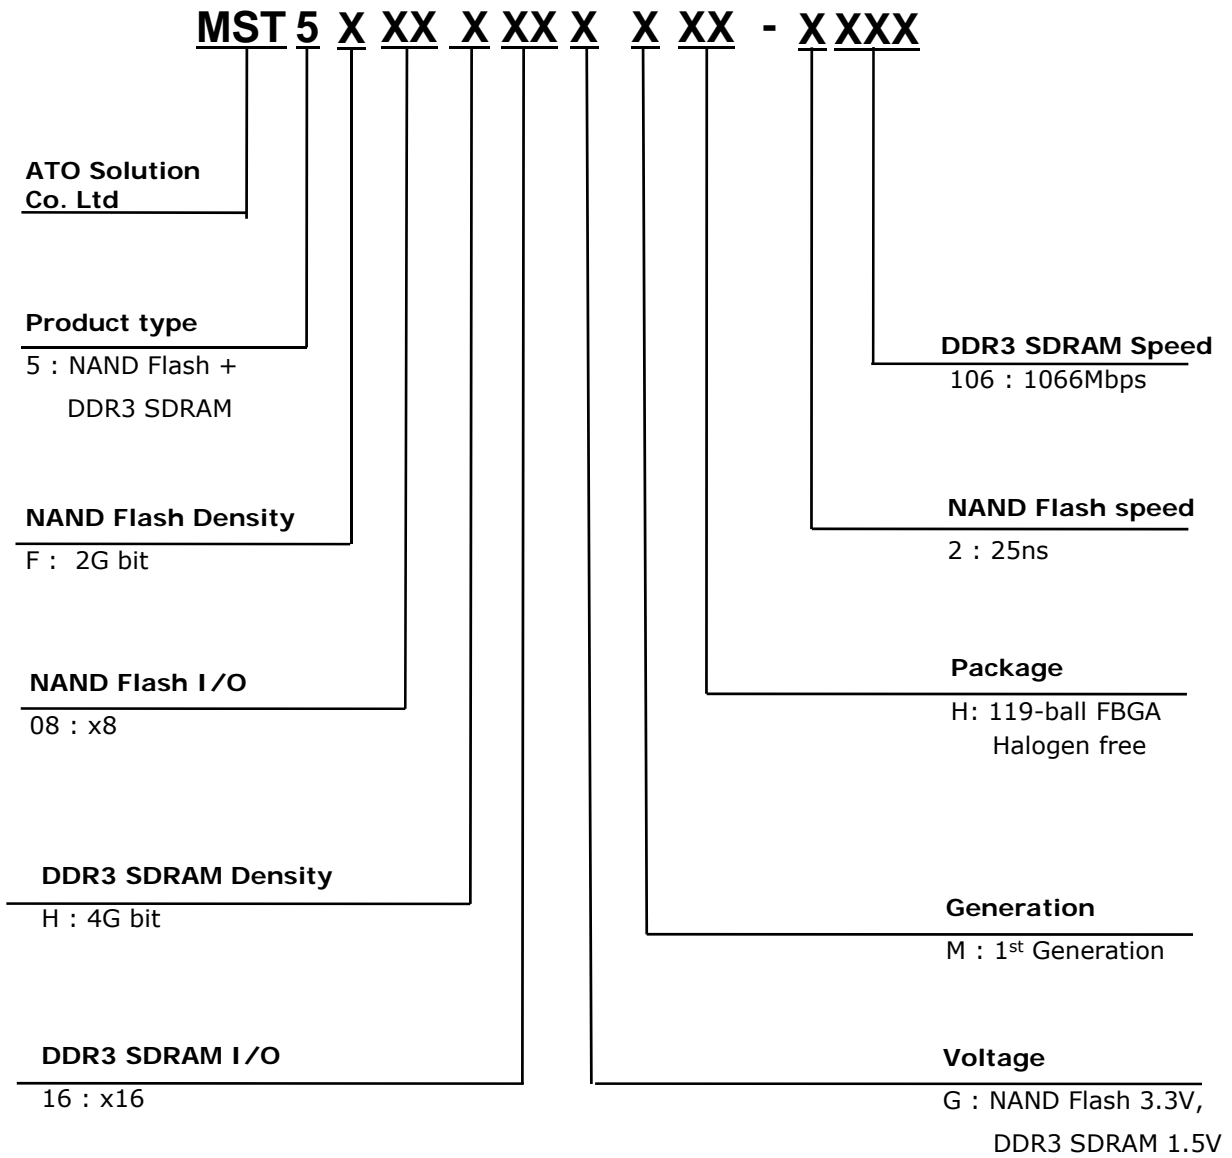 MST 5 X XX X XX X X XX - X XXX
ATO Solution
Co. Ltd
Product type
5 : NAND Flash +
DDR3 SDRAM
NAND Flash Density
F : 2G bit
NAND Flash I/O
08 : x8
DDR3 SDRAM Density
H : 4G bit
DDR3 SDRAM I/O
16 : x16
DDR3 SDRAM Speed
106 : 1066Mbps
NAND Flash speed
2 : 25ns
Package
H: 119-ball FBGA
Halogen free
Generation
M : 1st Generation
Voltage
G : NAND Flash 3.3V,
DDR3 SDRAM 1.5V